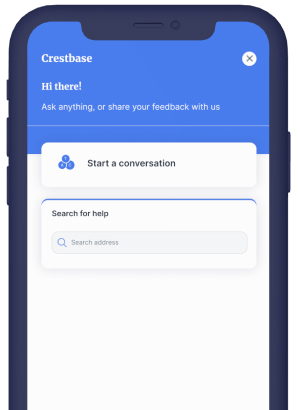 Crestbase
Hi there!
Ask anything, or share your feedback with us
Start a conversation
Search for help
Search address